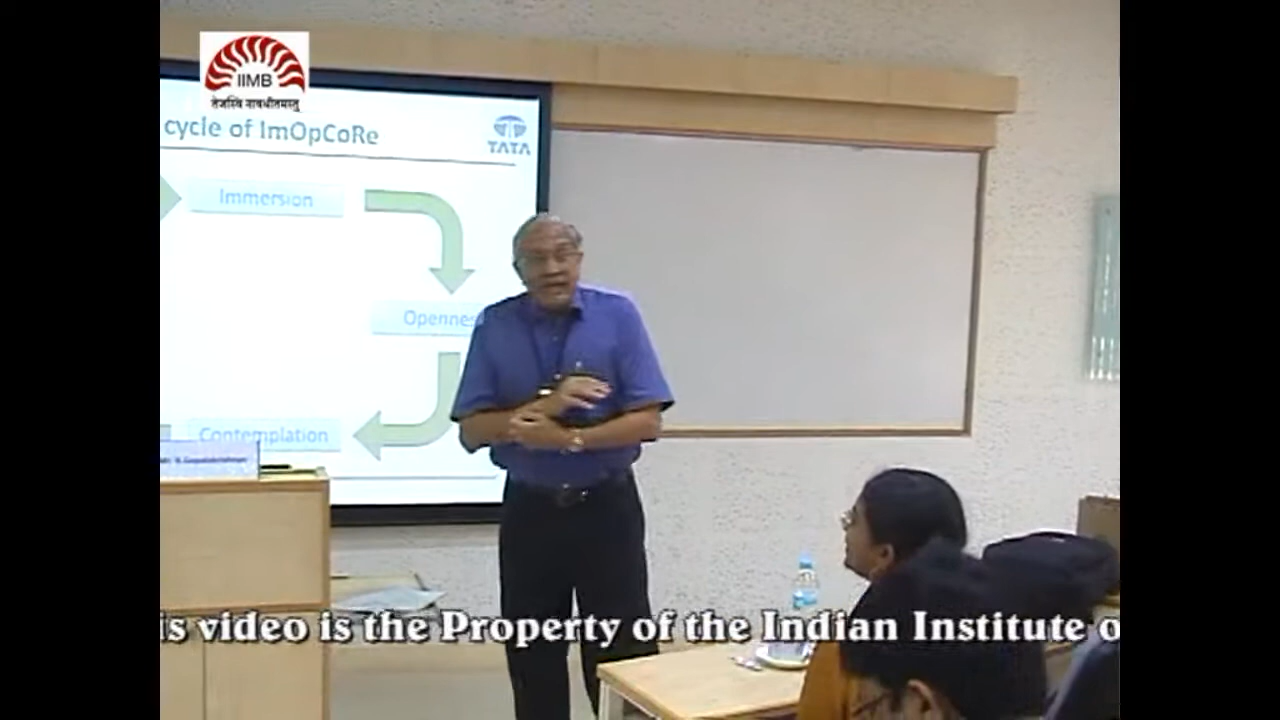 IIMB
तेजस्वि नावधीतमस्तु
cycle of ImOpCoRe
TATA
Immersion
Opennes
Contemplation
is video is the Property of the Indian Institute o